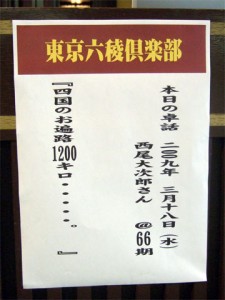 東京六稜倶楽部
本日の卓話 二〇〇九年 三月十八日(水)
西尾大次郎さん @66期
『四国のお遍路1200キロ・・・・・。』